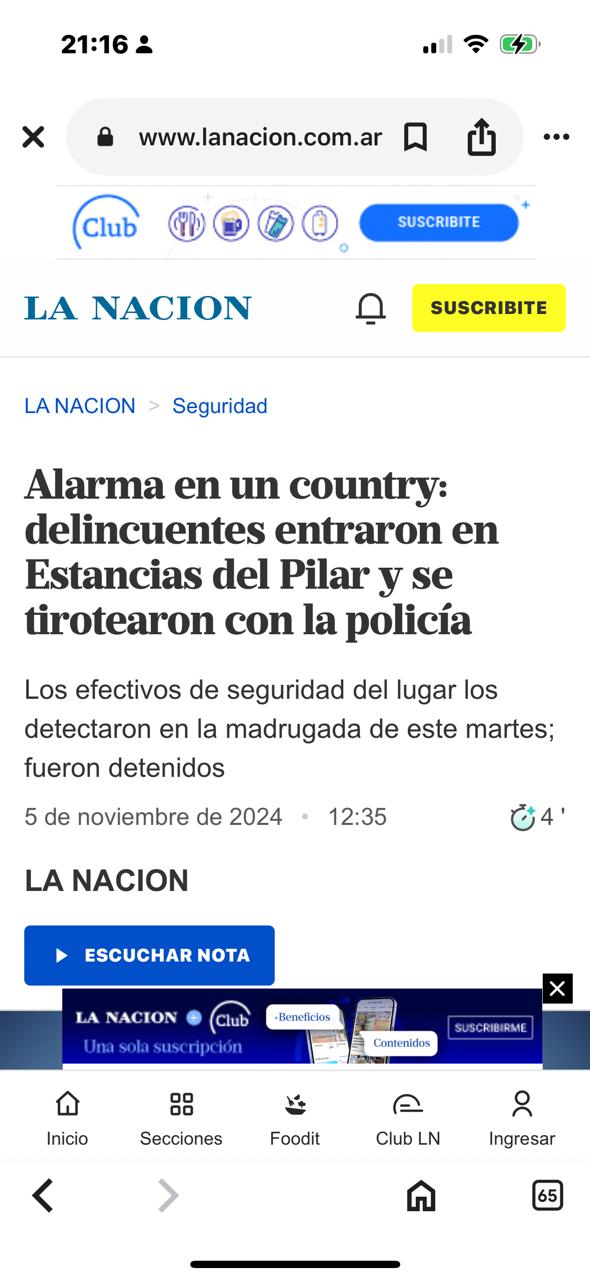 21:16
www.lanacion.com.ar
Club
SUSCRIBITE
LA NACION
SUSCRIBITE
LA NACION > Seguridad
Alarma en un country:
delincuentes entraron en
Estancias del Pilar y se
tirotearon con la policía
Los efectivos de seguridad del lugar los
detectaron en la madrugada de este martes;
fueron detenidos
5 de noviembre de 2024 • 12:35
4 '
LA NACION
ESCUCHAR NOTA
LA NACION + Club
Una sola suscripción
+Beneficios
Contenidos
SUSCRIBIRME
Inicio
Secciones
Foodit
Club LN
Ingresar
65